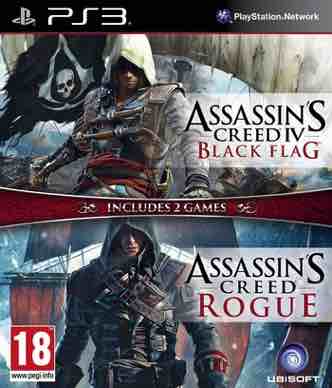 PS3
PlayStation.Network
ASSASSIN'S
CREED IV
BLACK FLAG
INCLUDES 2 GAMES
ASSASSIN'S
CREED
ROGUE
18
www.pegi.info
UBISOFT